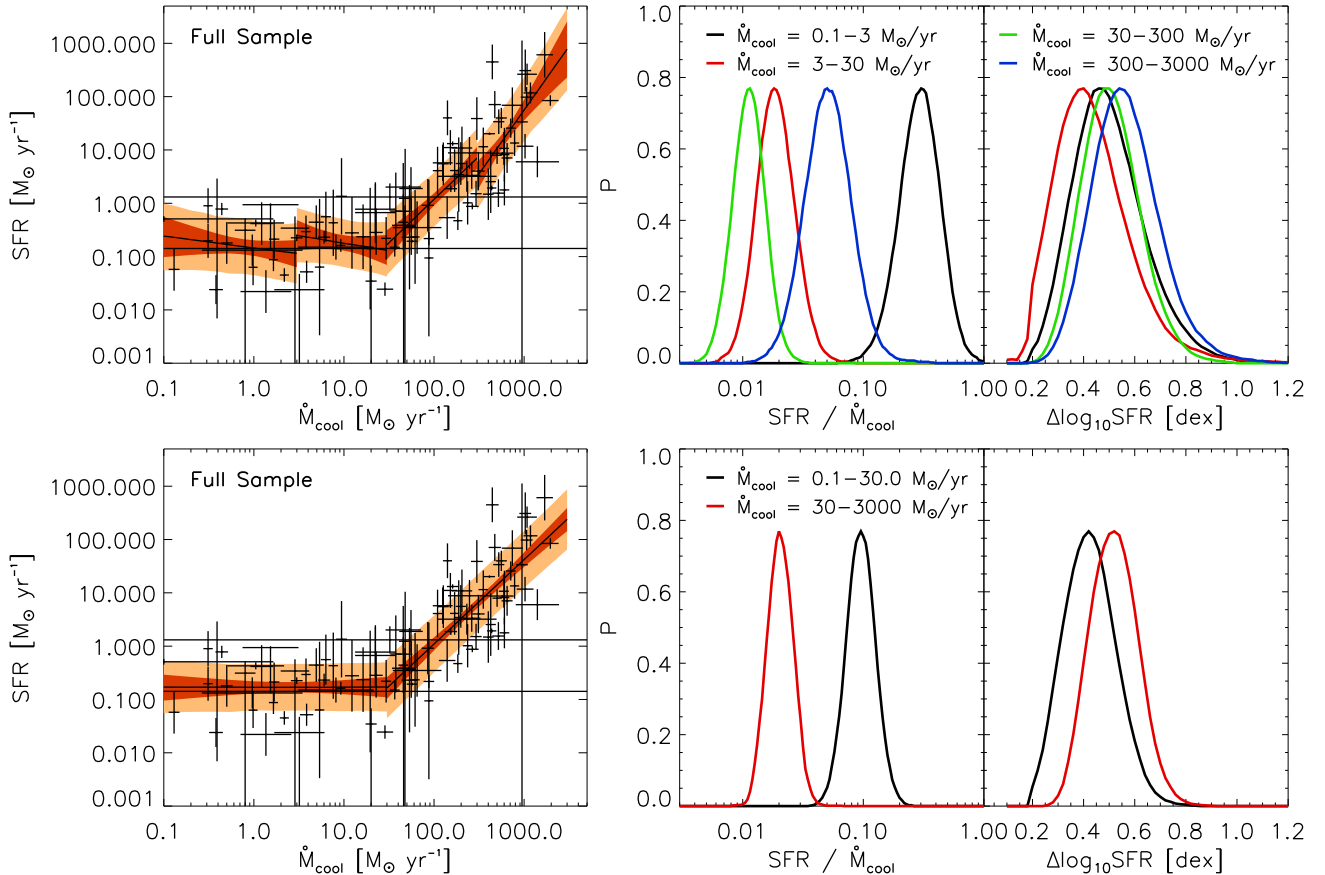 Full Sample
SFR [M⊙ yr⁻¹]
1000.000
100.000
10.000
1.000
0.100
0.010
0.001
0.1 1.0 10.0 100.0 1000.0
Ṁcool [M⊙ yr⁻¹]
P
1.0
0.8
0.6
0.4
0.2
0.0
Ṁcool = 0.1−3 M⊙/yr
Ṁcool = 3−30 M⊙/yr
0.01 0.10 1.00
SFR / Ṁcool
Ṁcool = 30−300 M⊙/yr
Ṁcool = 300−3000 M⊙/yr
0.2 0.4 0.6 0.8 1.0 1.2
Δlog₁₀SFR [dex]
Full Sample
SFR [M⊙ yr⁻¹]
1000.000
100.000
10.000
1.000
0.100
0.010
0.001
0.1 1.0 10.0 100.0 1000.0
Ṁcool [M⊙ yr⁻¹]
P
1.0
0.8
0.6
0.4
0.2
0.0
Ṁcool = 0.1−30.0 M⊙/yr
Ṁcool = 30−3000 M⊙/yr
0.01 0.10 1.00
SFR / Ṁcool
0.2 0.4 0.6 0.8 1.0 1.2
Δlog₁₀SFR [dex]